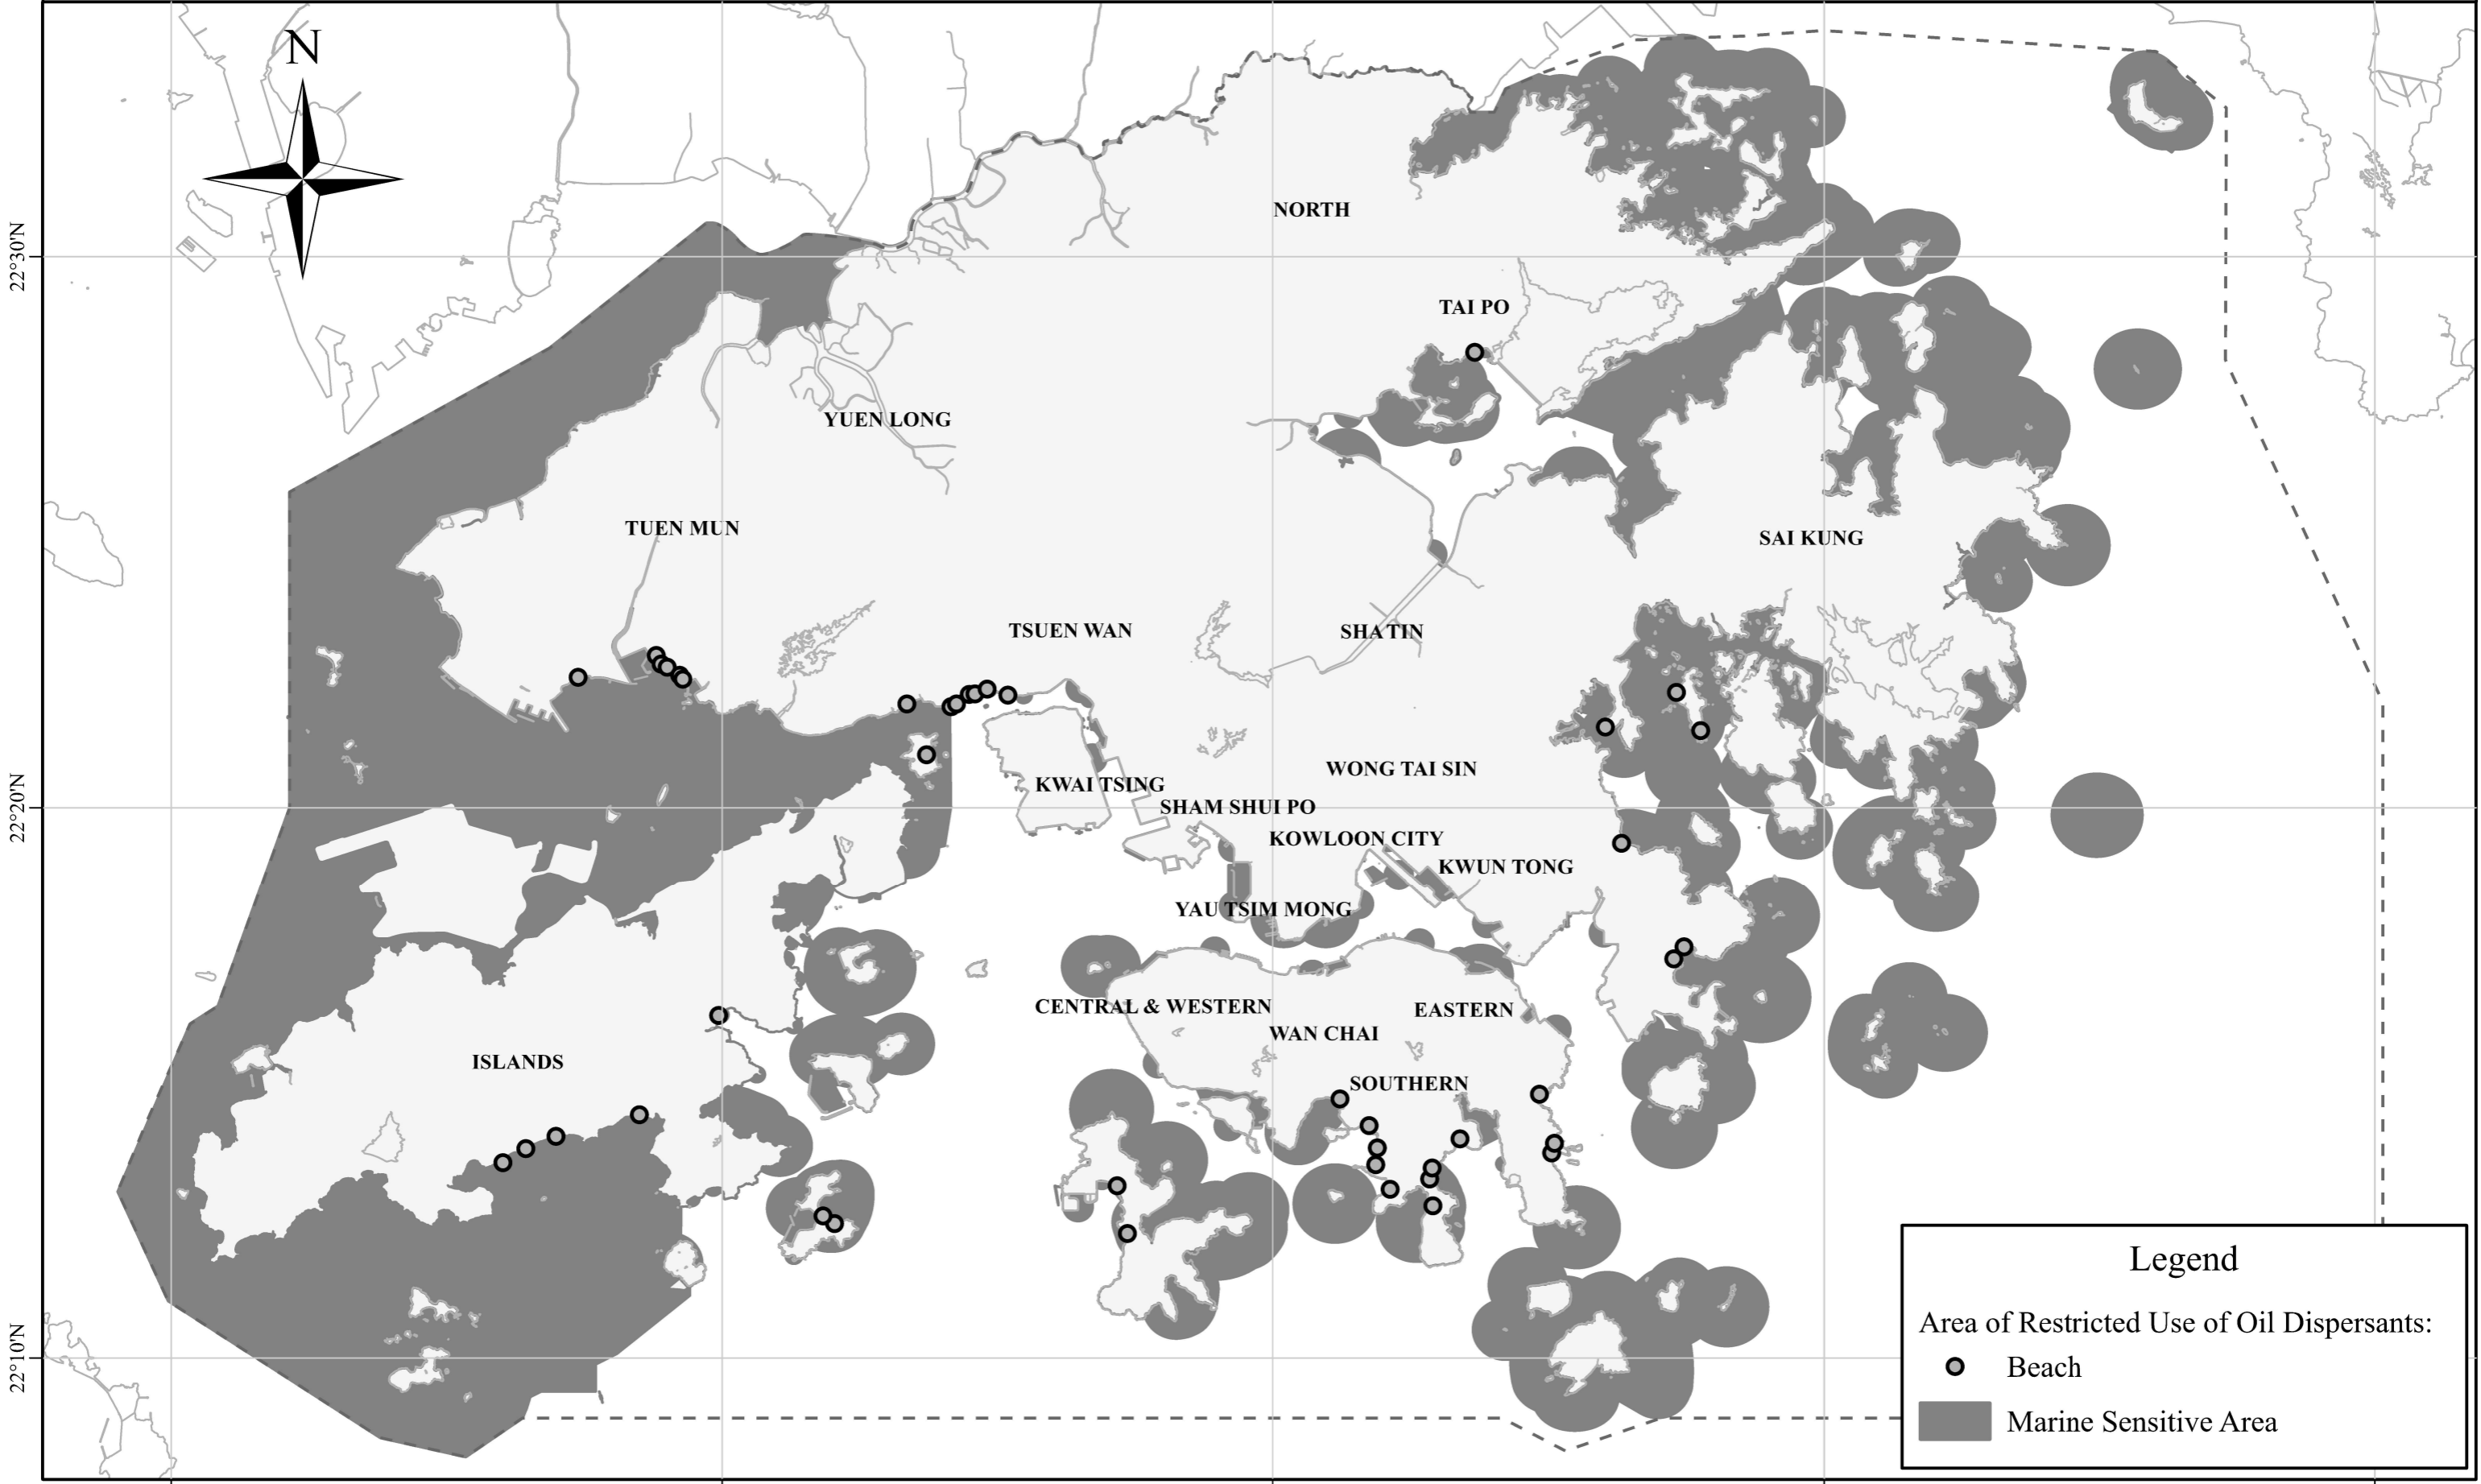 N
NORTH
22°30'N
TAI PO
YUEN LONG
TUEN MUN
SAI KUNG
TSUEN WAN
SHA TIN
WONG TAI SIN
KWAI TSING
22°20'N
SHAM SHUI PO
KOWLOON CITY
KWUN TONG
YAU TSIM MONG
CENTRAL & WESTERN
EASTERN
WAN CHAI
ISLANDS
SOUTHERN
22°10'N
Legend
Area of Restricted Use of Oil Dispersants:
Beach
Marine Sensitive Area